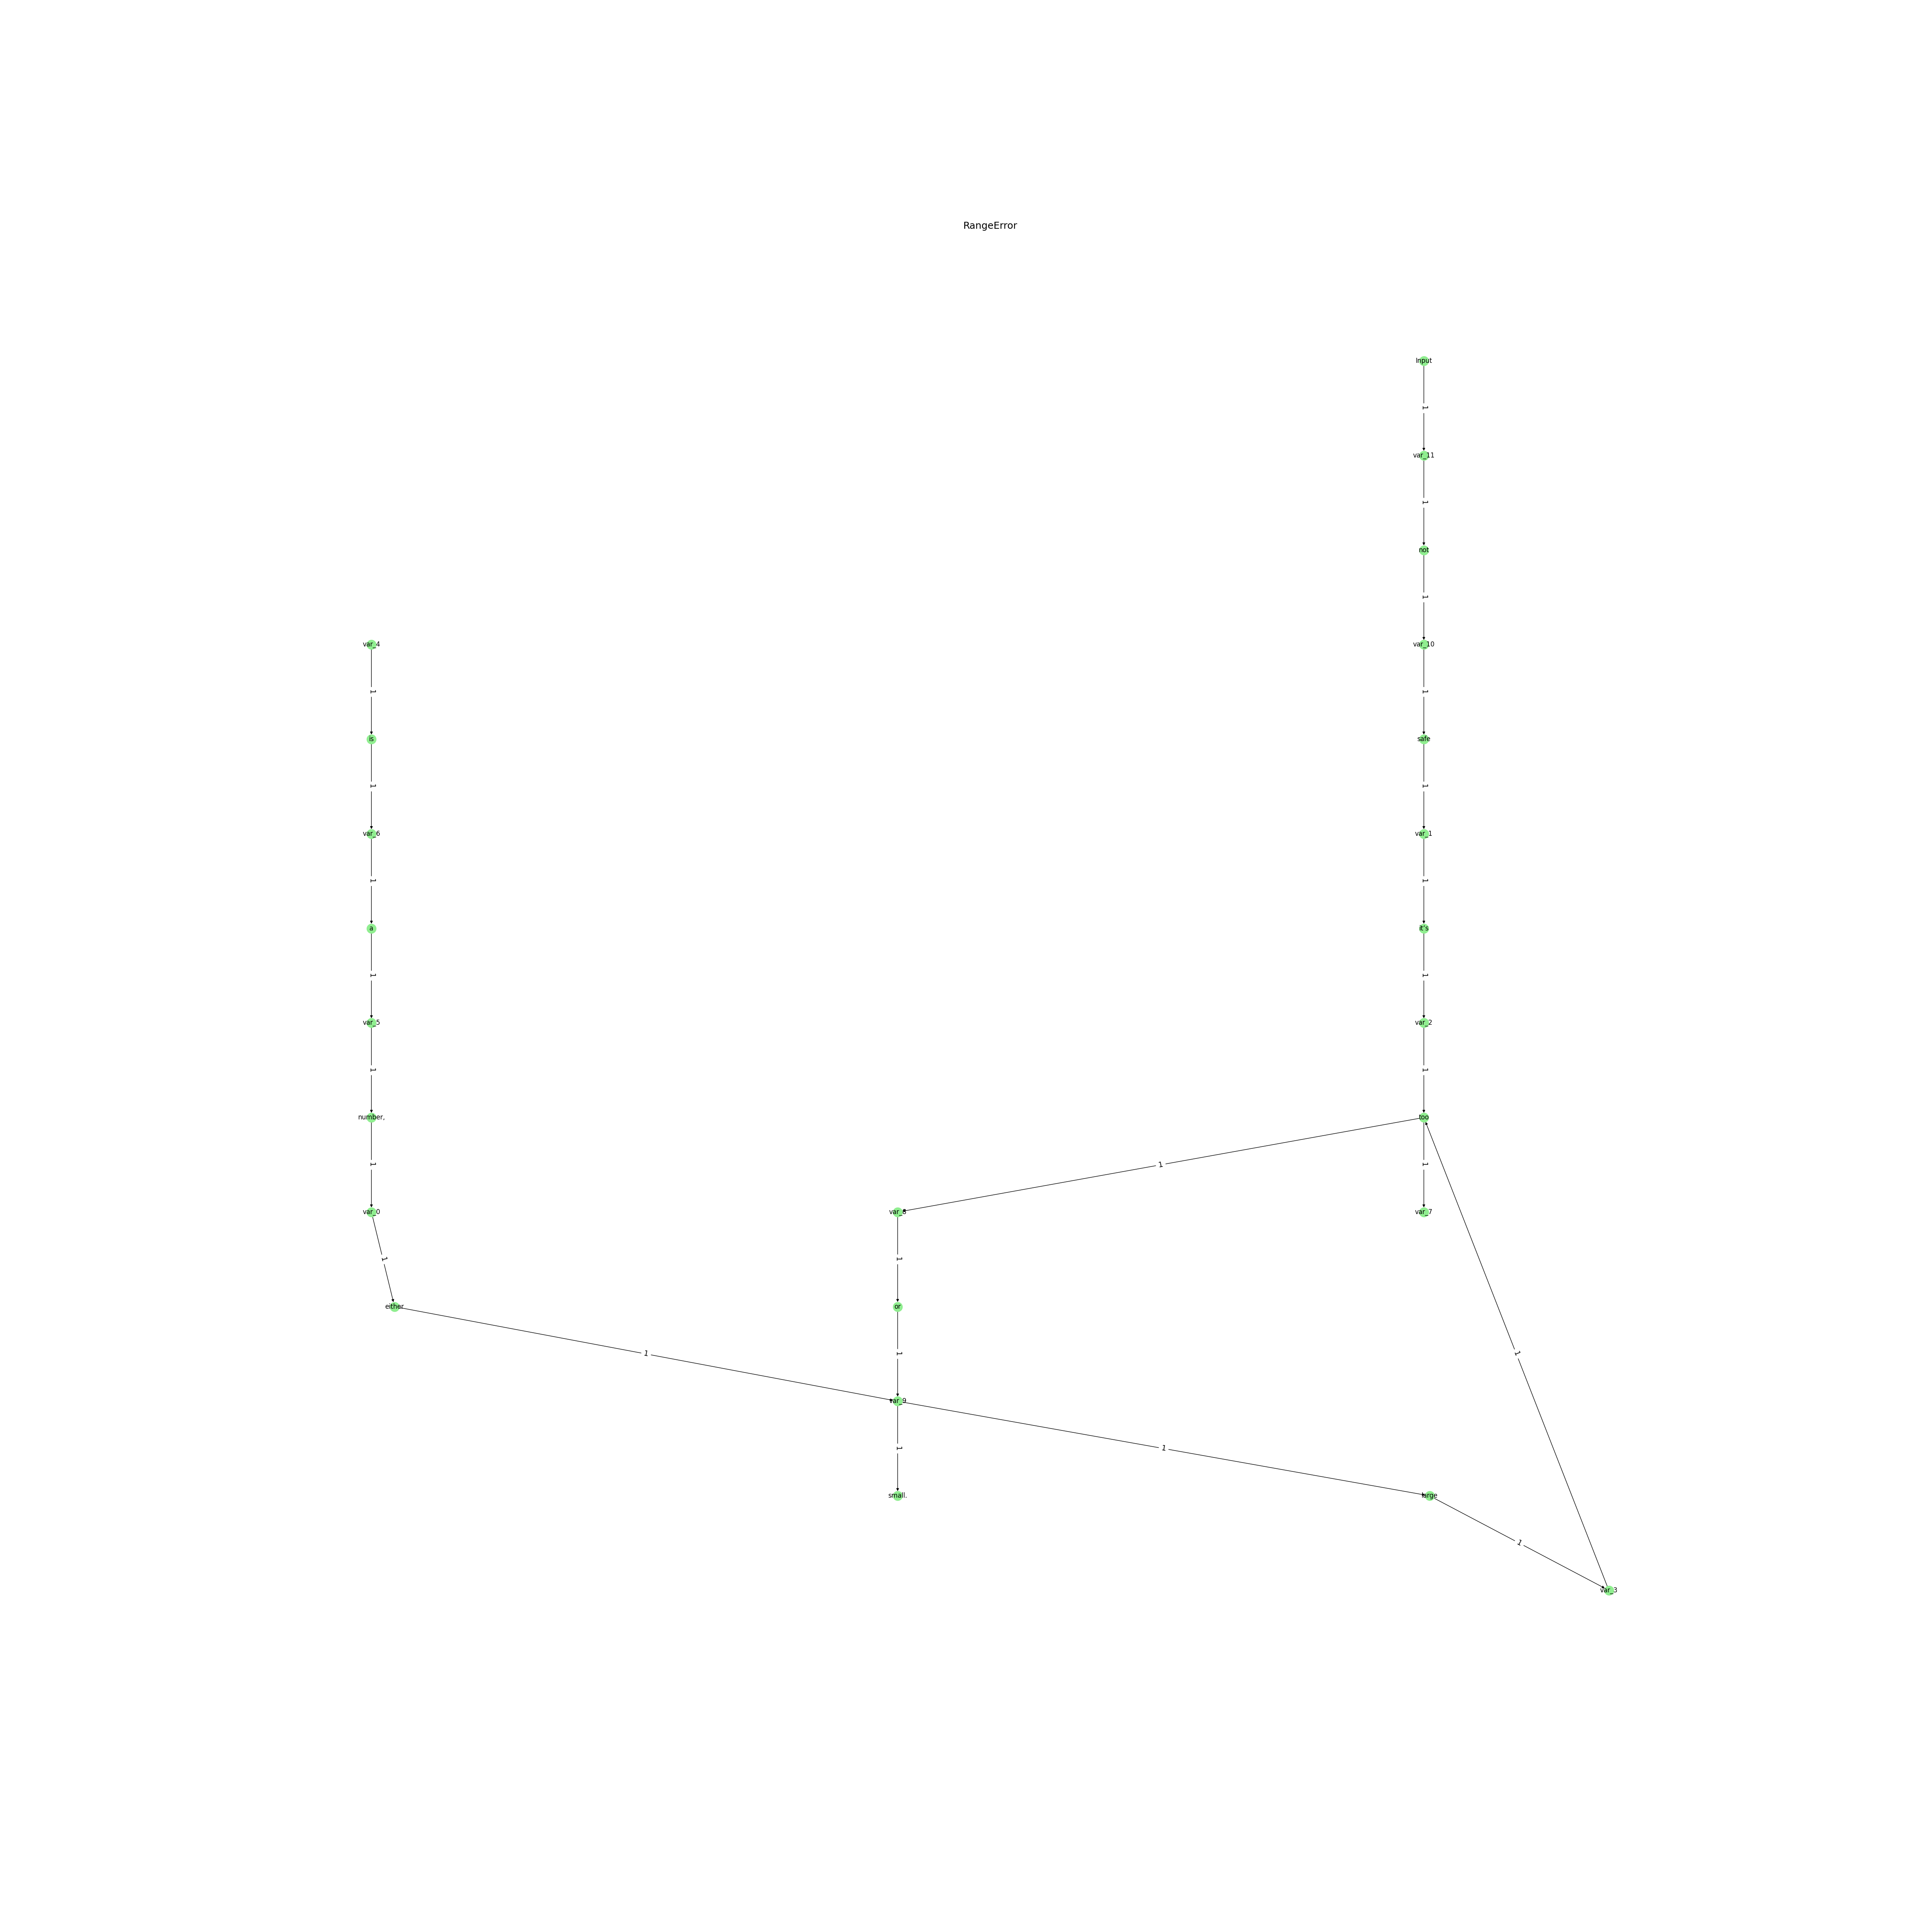 RangeError
Input
1
var_11
1
not
1
var_4
var_10
1
1
is
safe
1
1
var_6
var_1
1
1
a
it's
1
1
var_5
var_2
1
1
number,
too
1
1
1
var_0
var_8
var_7
1
1
either
or
1
1
1
var_9
1
1
small.
large
1
var_3